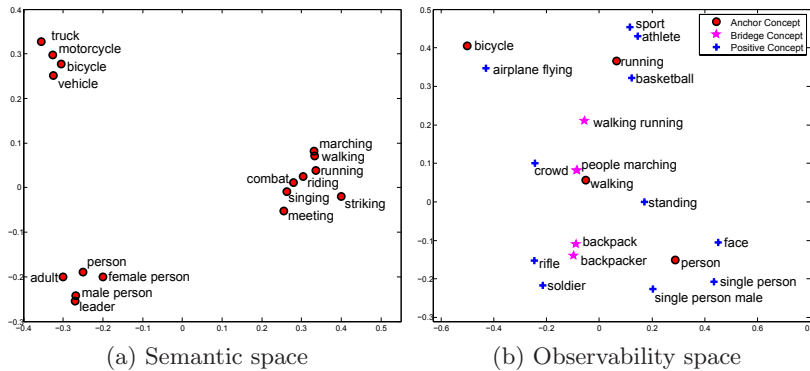 0.4
0.3
0.2
0.1
0
−0.1
−0.2
−0.3
−0.4
−0.3
−0.2
−0.1
0
0.1
0.2
0.3
0.4
0.5
truck
motorcycle
bicycle
vehicle
marching
walking
running
combat
riding
singing
striking
meeting
person
adult
female person
male person
leader
(a) Semantic space
0.5
0.4
0.3
0.2
0.1
0
−0.1
−0.2
−0.3
−0.6
−0.4
−0.2
0
0.2
0.4
0.6
0.8
sport
athlete
Anchor Concept
Bridege Concept
Positive Concept
bicycle
running
airplane flying
basketball
walking running
crowd
people marching
walking
standing
backpack
face
backpacker
person
rifle
soldier
single person
single person male
(b) Observability space